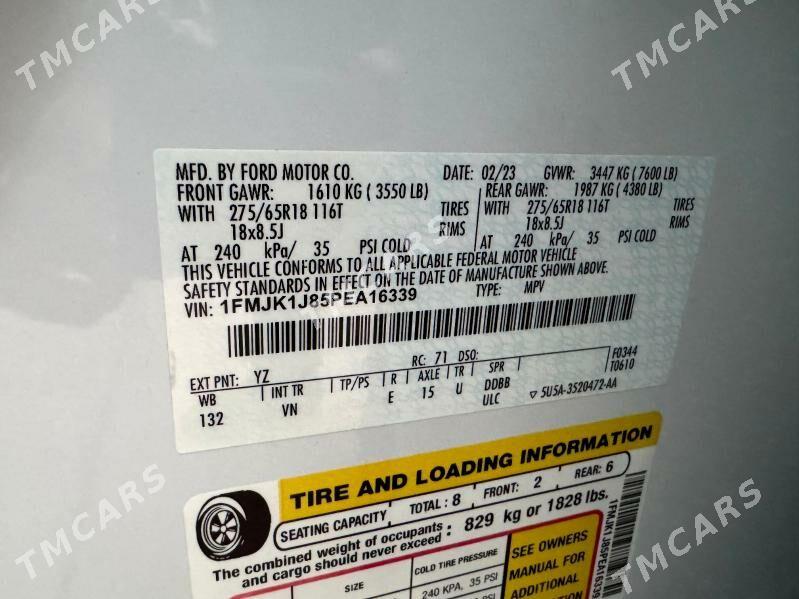 TMCARS
TMCARS
MFD. BY FORD MOTOR CO. DATE: 02/23 GVWR: 3447 KG (7600 LB)
FRONT GAWR: 1610 KG (3550 LB) REAR GAWR: 1987 KG (4380 LB)
WITH 275/65R18 116T TIRES WITH 275/65R18 116T TIRES
18x8.5J RIMS 18x8.5J RIMS
AT 240 kPa/ 35 PSI COLD AT 240 kPa/ 35 PSI COLD
THIS VEHICLE CONFORMS TO ALL APPLICABLE FEDERAL MOTOR VEHICLE
SAFETY STANDARDS IN EFFECT ON THE DATE OF MANUFACTURE SHOWN ABOVE.
VIN: 1FMJK1J85PEA16339 TYPE: MPV
TMCARS
EXT PNT: YZ RC: 71 DSO: F0344
WB INT TR TP/PS R AXLE TR SPR T0610
132 VN E 15 U DDBB
ULC ▽ 5U5A-3520472-AA
TIRE AND LOADING INFORMATION
SEATING CAPACITY TOTAL: 8 FRONT: 2 REAR: 6
The combined weight of occupants
and cargo should never exceed : 829 kg or 1828 lbs.
SIZE COLD TIRE PRESSURE SEE OWNERS
240 KPA, 35 PSI MANUAL FOR
ADDITIONAL
1FMJK1J85PEA16339
TMCARS
TMCARS